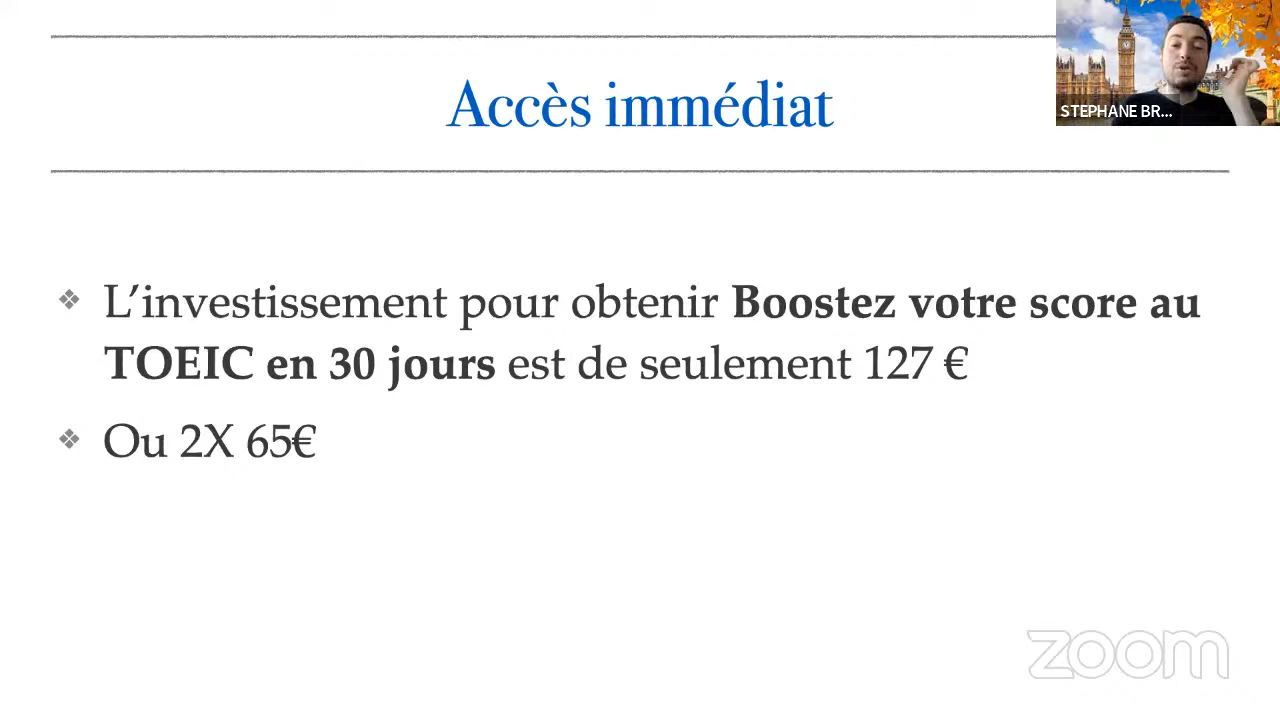 Accès immédiat
STEPHANE BR...
❖ L’investissement pour obtenir Boostez votre score au
TOEIC en 30 jours est de seulement 127 €
❖ Ou 2X 65€
zoom